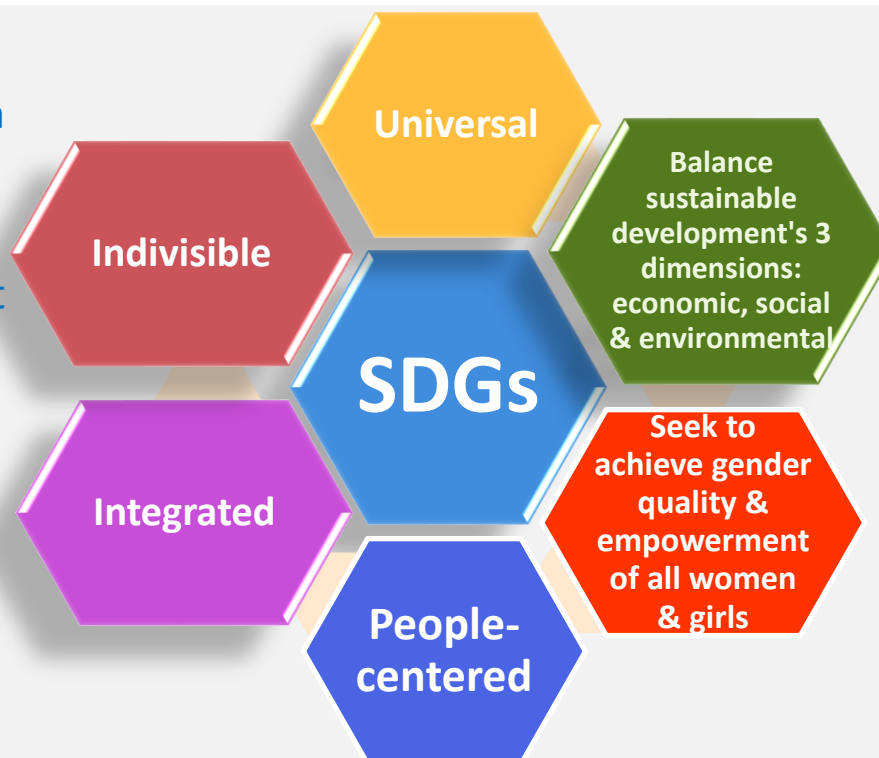 Universal
Balance
sustainable
development's 3
dimensions:
economic, social
& environmental
Indivisible
SDGs
Seek to
achieve gender
quality &
empowerment
of all women
& girls
Integrated
People-
centered